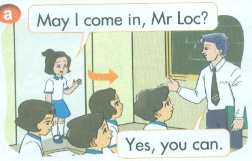 a
May I come in, Mr Loc?
Yes, you can.